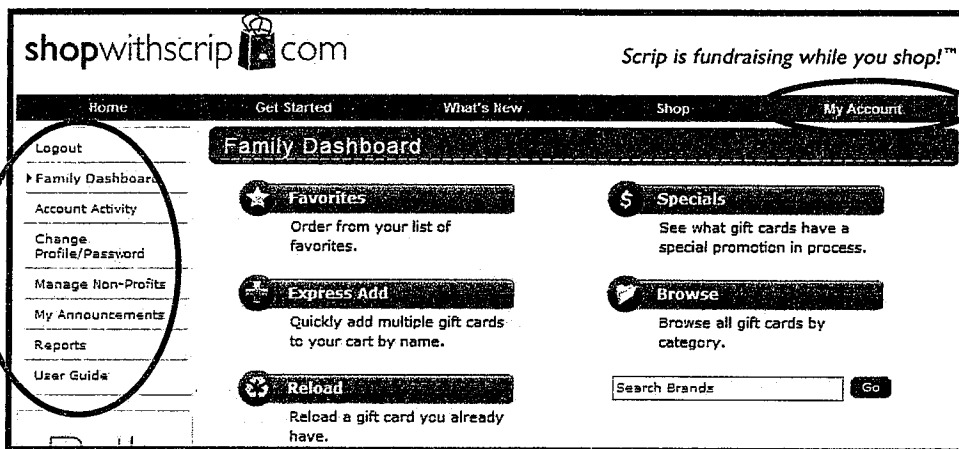 shopwithscrip com
Scrip is fundraising while you shop!™
Home Get Started What's New Shop My Account
Logout
Family Dashboard
Account Activity
Change
Profile/Password
Manage Non-Profits
My Announcements
Reports
User Guide
Family Dashboard
Favorites
Order from your list of
favorites.
Express Add
Quickly add multiple gift cards
to your cart by name.
Reload
Reload a gift card you already
have.
$ Specials
See what gift cards have a
special promotion in process.
Browse
Browse all gift cards by
category.
Search Brands Go